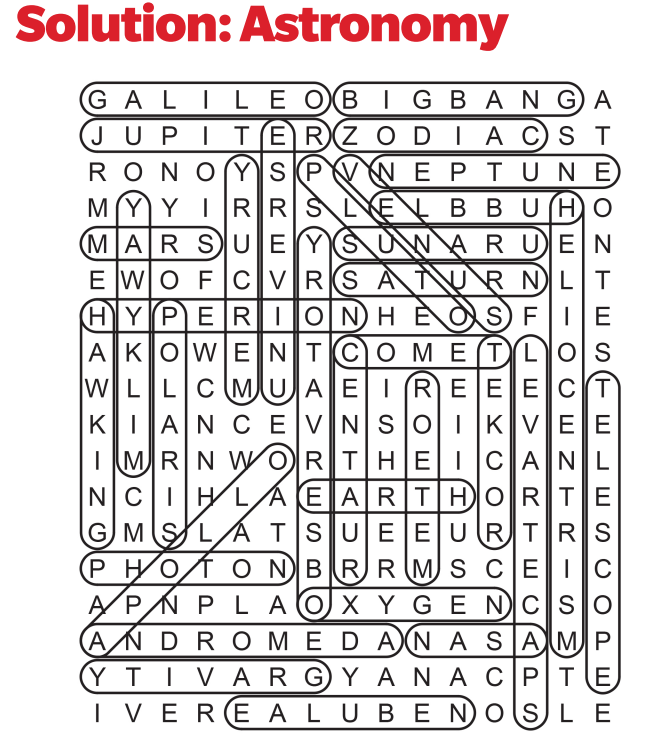 Solution: Astronomy
G A L I L E O B I G B A N G A
J U P I T E R Z O D I A C S T
R O N O Y S P V N E P T U N E
M Y Y I R R S L E L B B U H O
M A R S U E Y S U N A R U E N
E W O F C V R S A T U R N L T
H Y P E R I O N H E O S F I E
A K O W E N T C O M E T L O S
W L L C M U A E I R E E E C T
K I A N C E V N S O I K V E E
I M R N W O R T H E I C A N L
N C I H L A E A R T H O R T E
G M S L A T S U E E U R T R S
P H O T O N B R R M S C E I C
A P N P L A O X Y G E N C S O
A N D R O M E D A N A S A M P
Y T I V A R G Y A N A C P T E
I V E R E A L U B E N O S L E